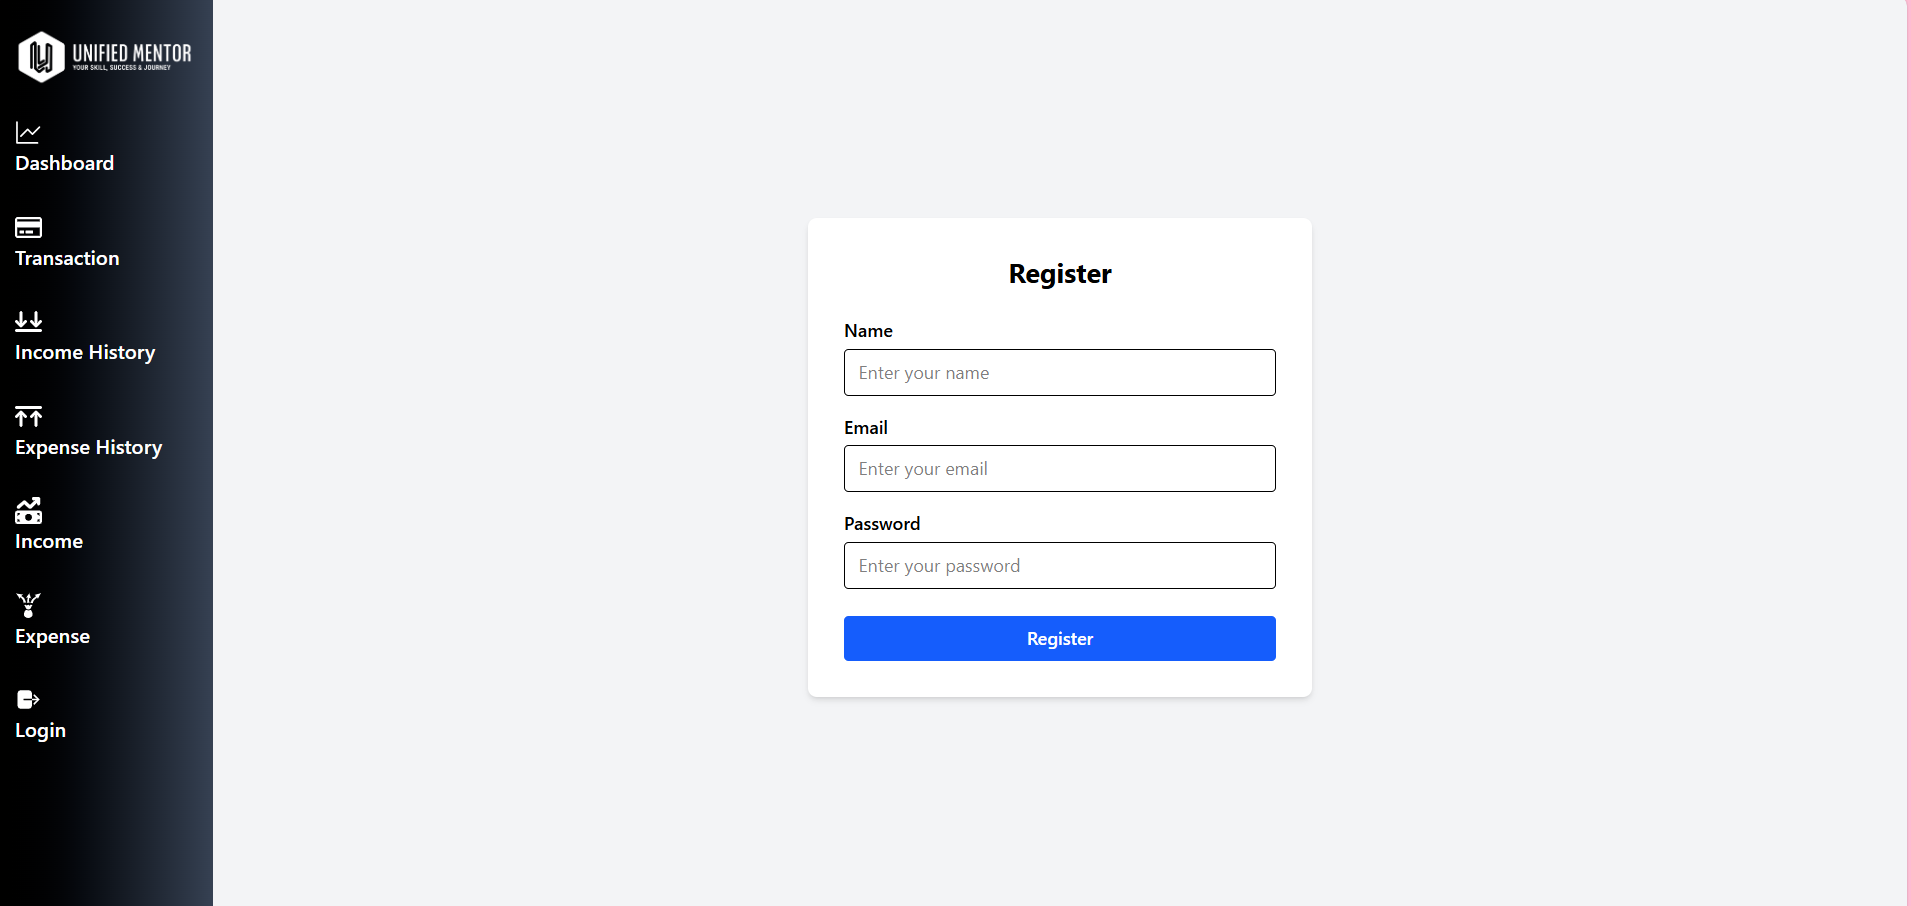 UNIFIED MENTOR
YOUR SKILL, SUCCESS & JOURNEY
Dashboard
Transaction
Income History
Expense History
Income
Expense
Login
Register
Name
Enter your name
Email
Enter your email
Password
Enter your password
Register